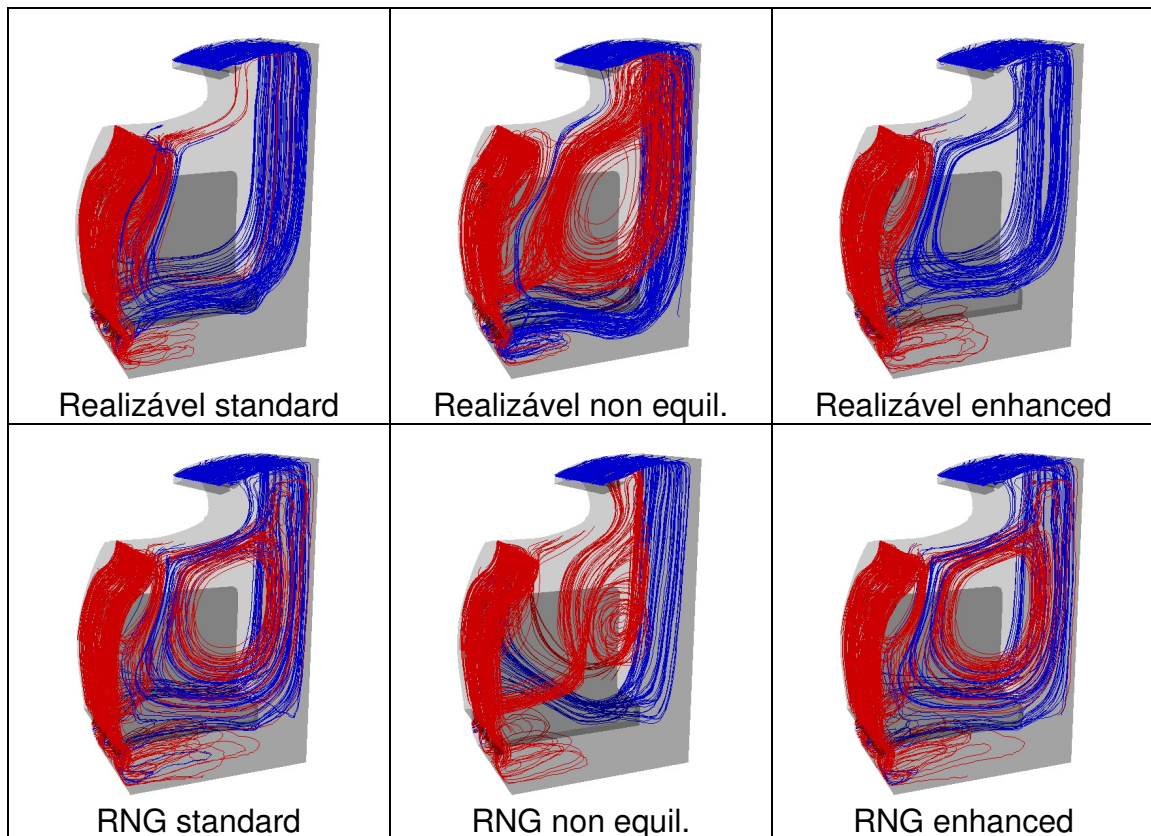 Realizável standard
Realizável non equil.
Realizável enhanced
RNG standard
RNG non equil.
RNG enhanced